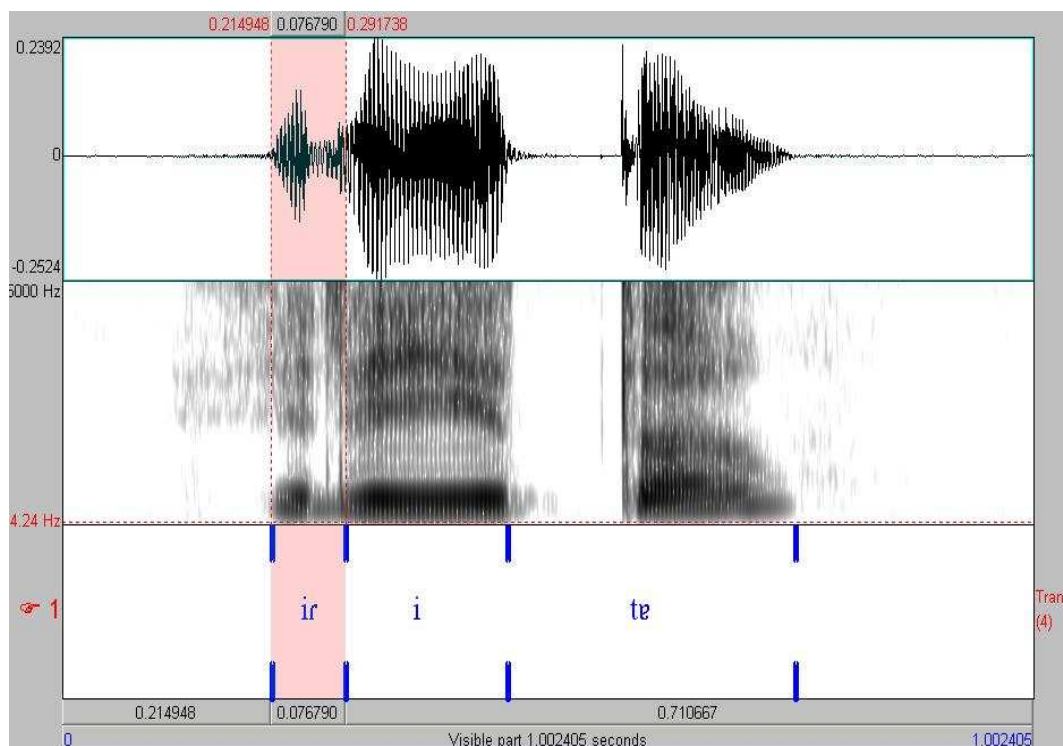 0.214948 0.076790 0.291738
0.2392
0
-0.2524
5000 Hz
4.24 Hz
☞ 1
iɾ i tɐ
Tran
(4)
0.214948 0.076790 0.710667
0 Visible part 1.002405 seconds 1.002405